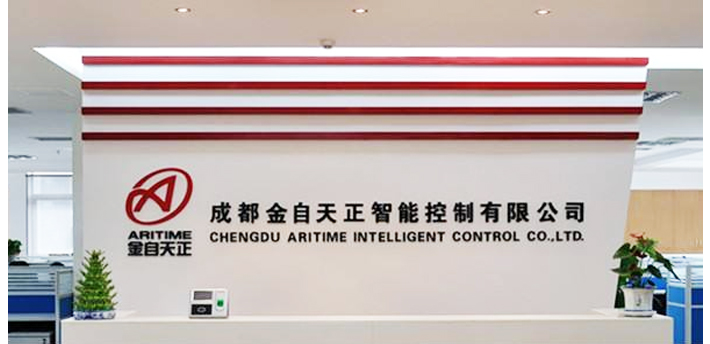 ARITIME
金自天正
成都金自天正智能控制有限公司
CHENGDU ARITIME INTELLIGENT CONTROL CO.,LTD.